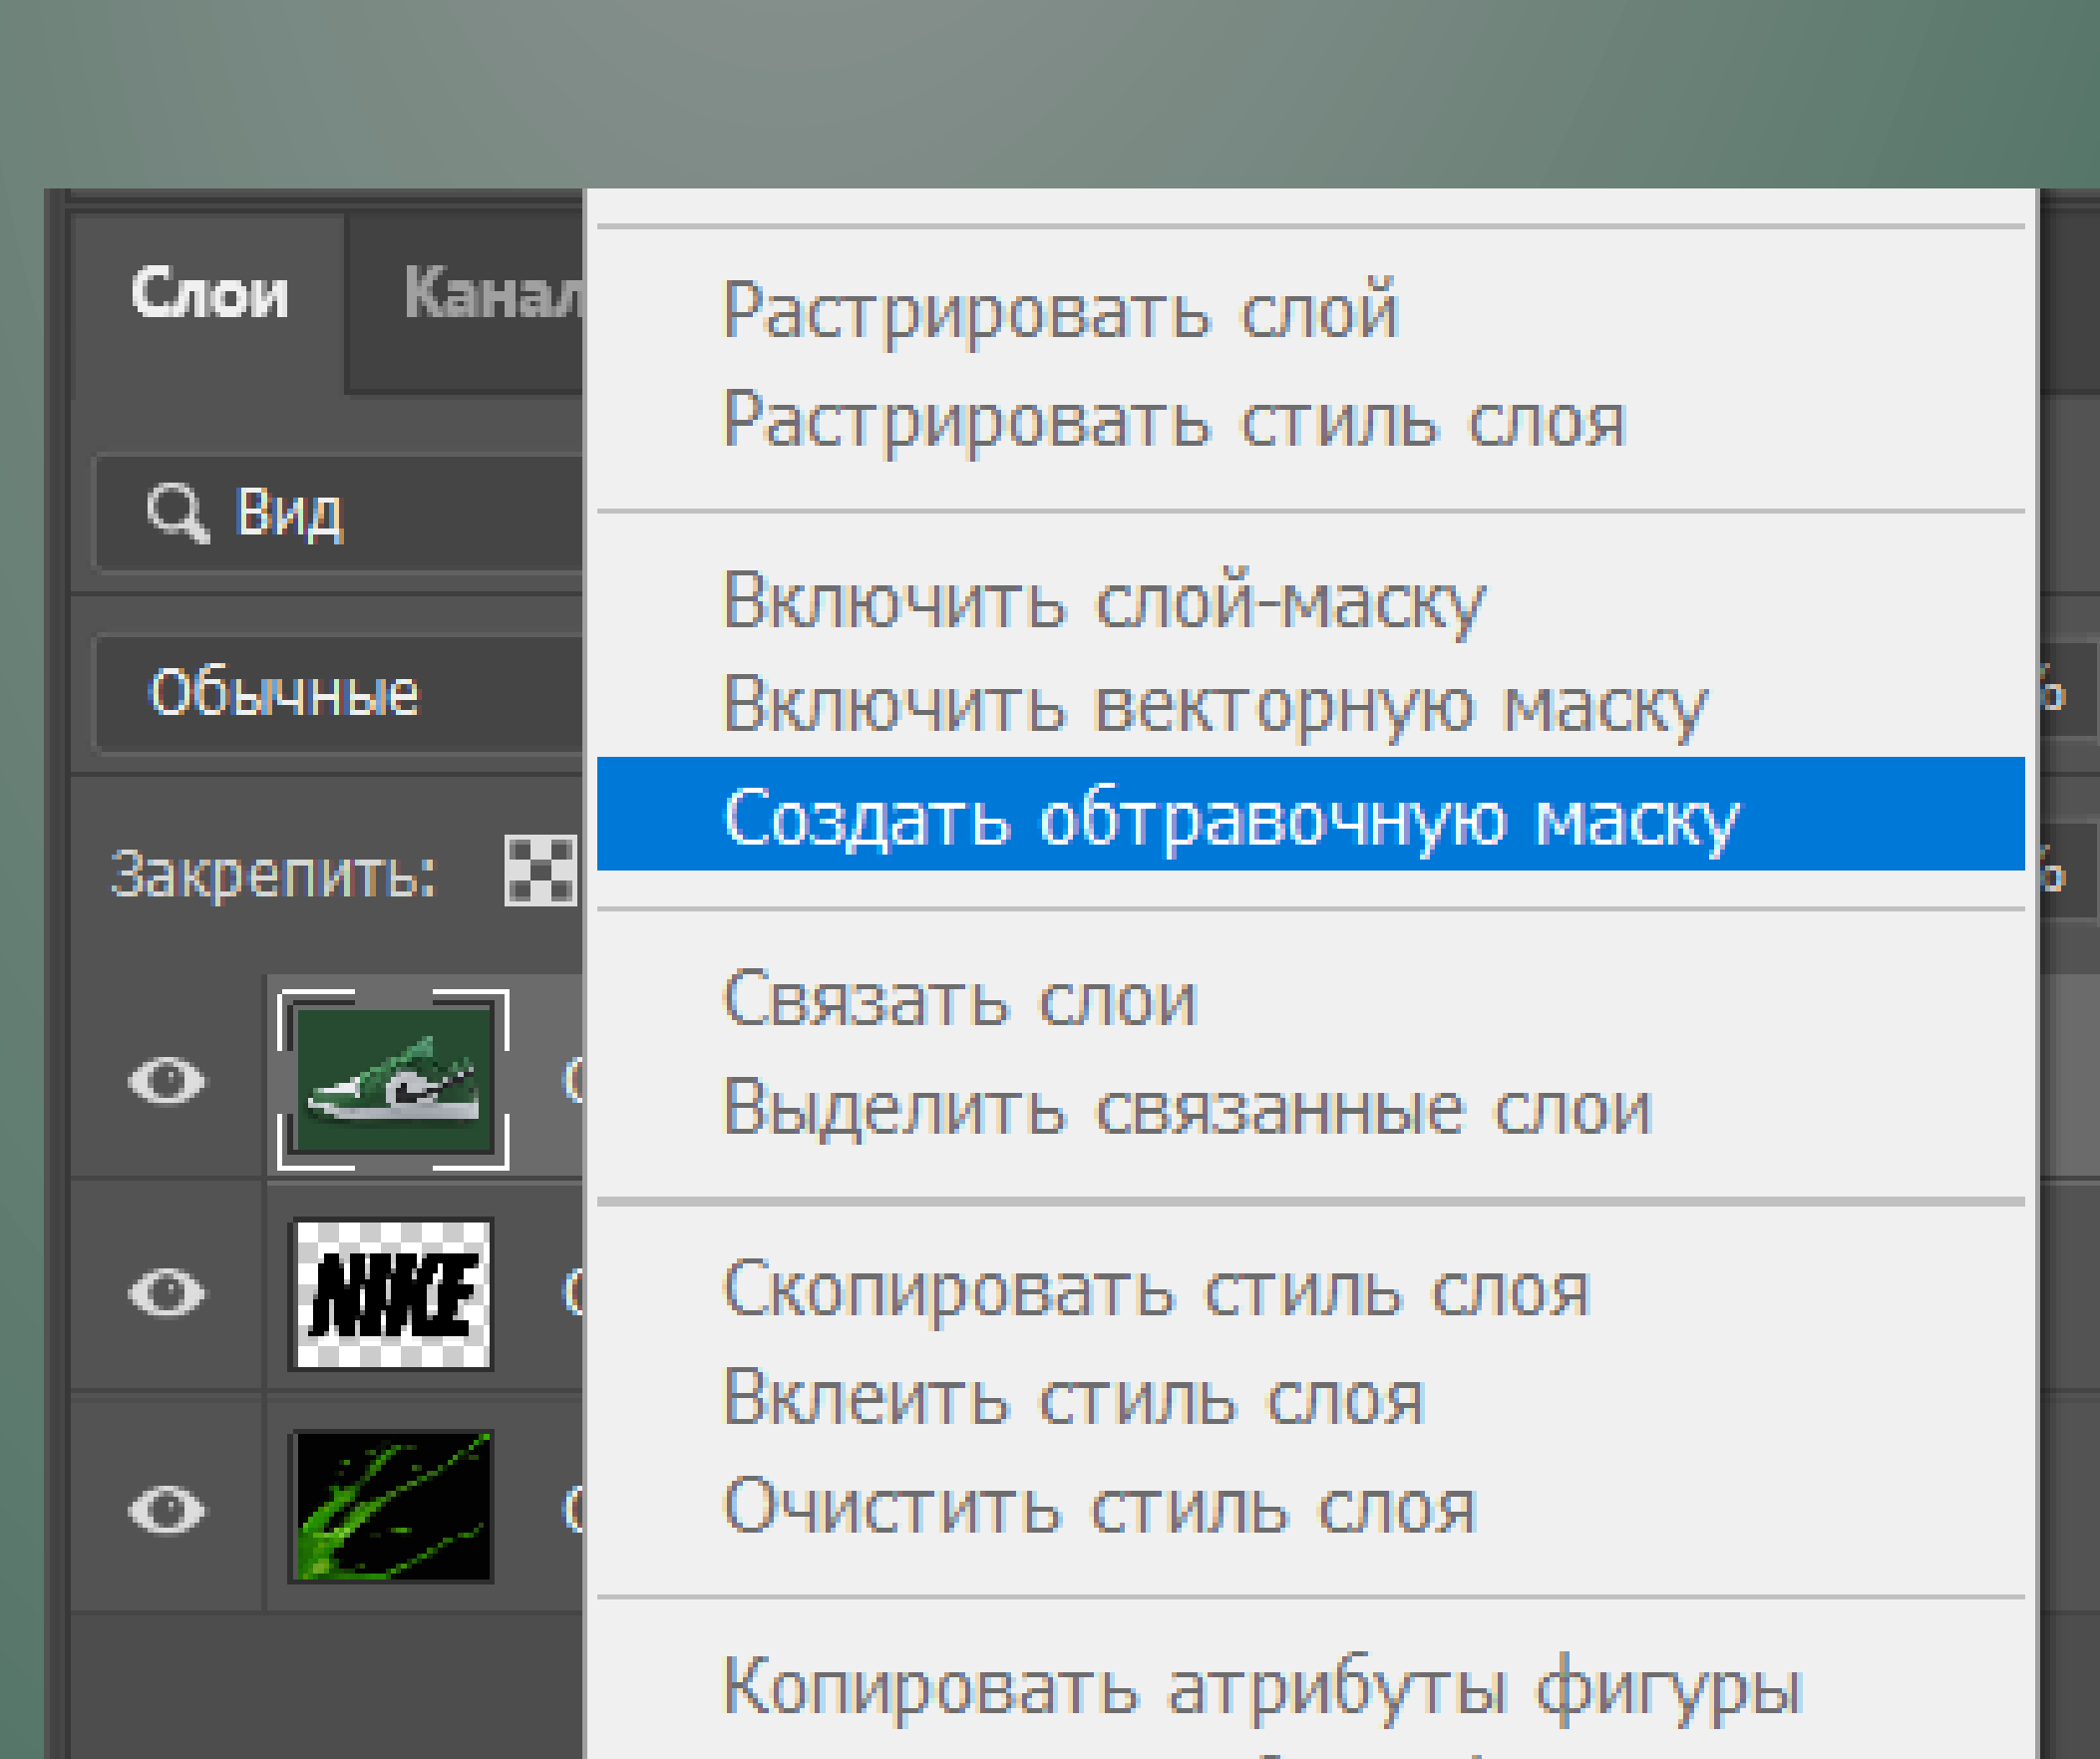 Слои
Канал
Вид
Обычные
Закрепить:
NIKE
Растрировать слой
Растрировать стиль слоя
Включить слой-маску
Включить векторную маску
Создать обтравочную маску
Связать слои
Выделить связанные слои
Скопировать стиль слоя
Вклеить стиль слоя
Очистить стиль слоя
Копировать атрибуты фигуры